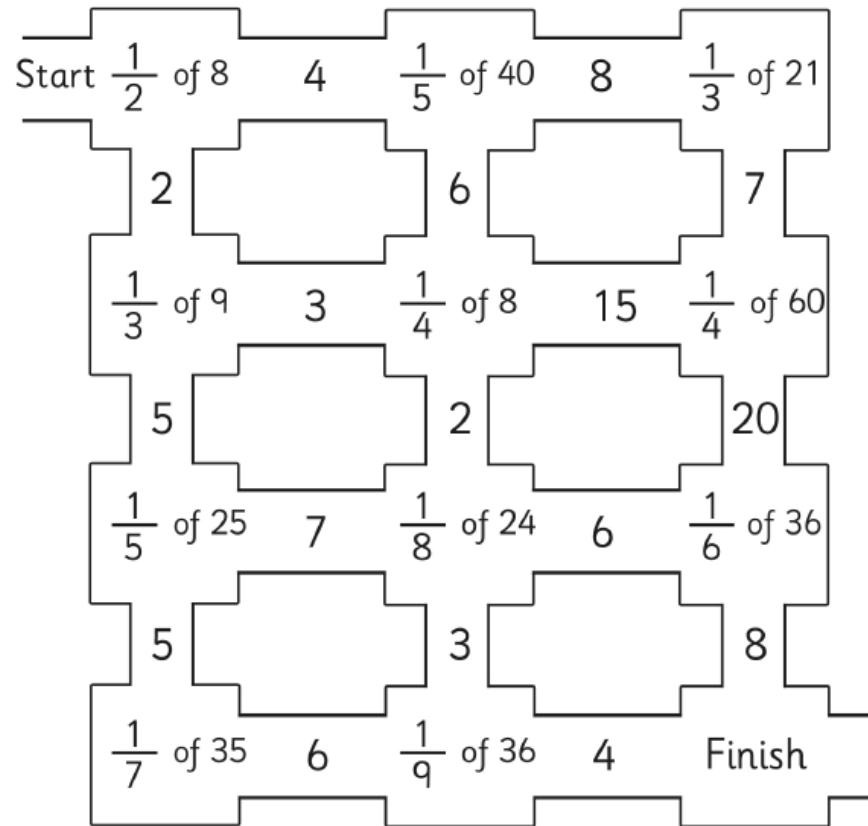 Start 1/2 of 8 4 1/5 of 40 8 1/3 of 21
2 6 7
1/3 of 9 3 1/4 of 8 15 1/4 of 60
5 2 20
1/5 of 25 7 1/8 of 24 6 1/6 of 36
5 3 8
1/7 of 35 6 1/9 of 36 4 Finish